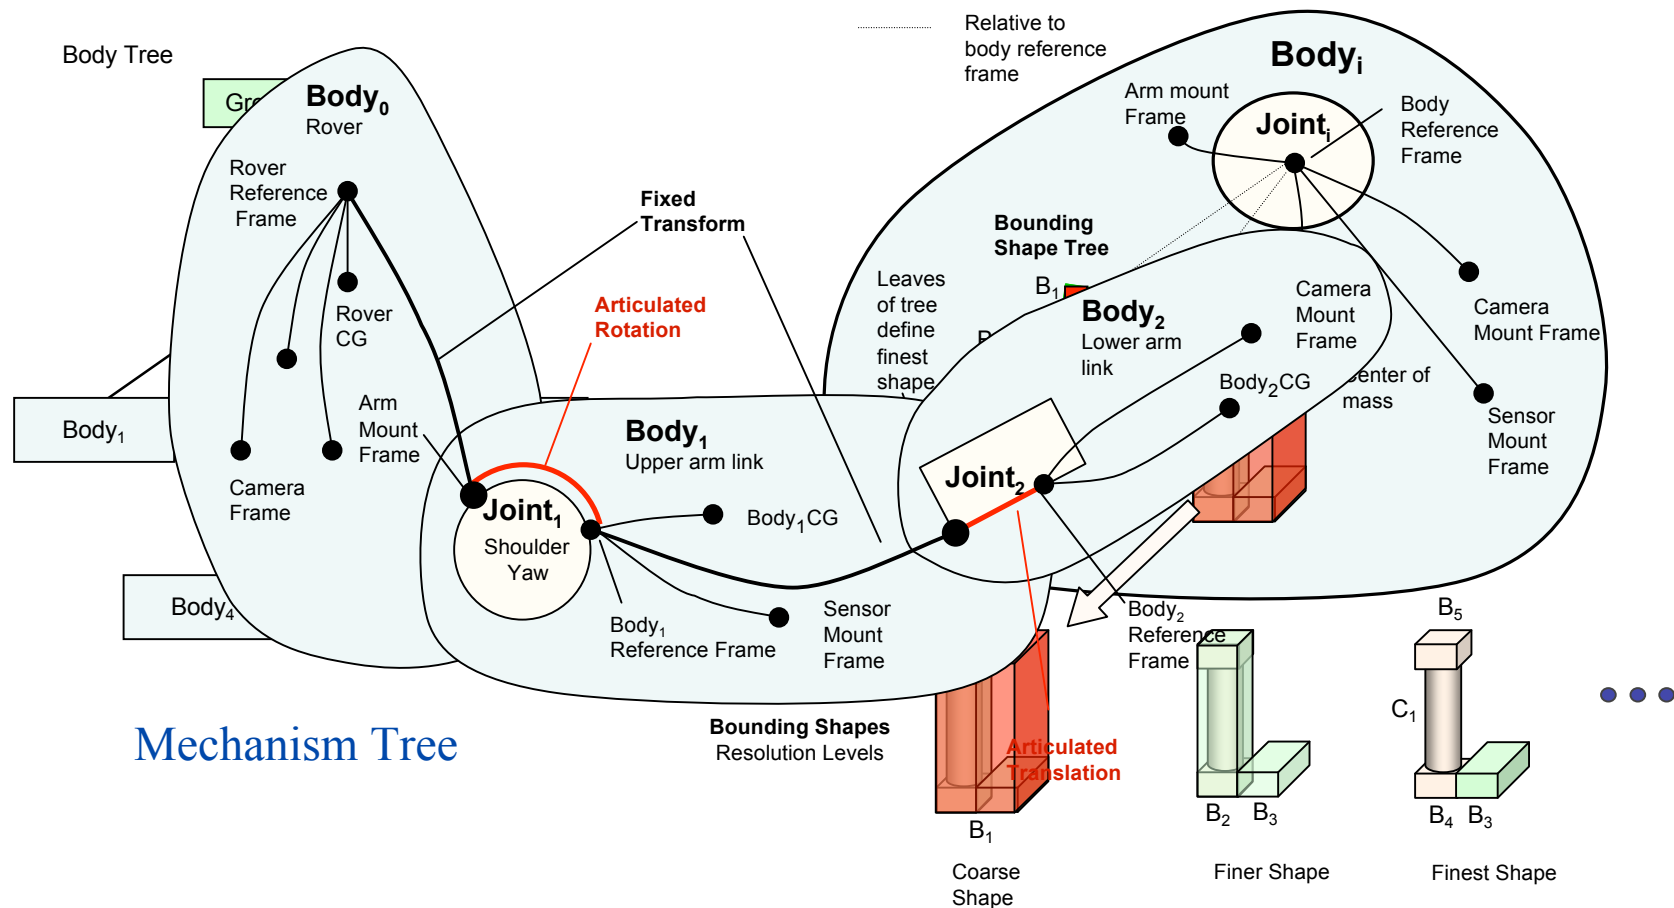 Body Tree
Gro
Body0
Rover
Rover
Reference
Frame
Rover
CG
Camera
Frame
Arm
Mount
Frame
Body1
Body4
Fixed
Transform
Articulated
Rotation
Body1
Upper arm link
Joint1
Shoulder
Yaw
Body1CG
Body1
Reference Frame
Sensor
Mount
Frame
Relative to
body reference
frame
Bodyi
Arm mount
Frame
Jointi
Body
Reference
Frame
Bounding
Shape Tree
B1
Leaves
of tree
define
finest
shape
Body2
Lower arm
link
Camera
Mount
Frame
Body2CG
Joint2
Center of
mass
Camera
Mount Frame
Sensor
Mount
Frame
Body2
Reference
Frame
Mechanism Tree
Bounding Shapes
Resolution Levels
Articulated
Translation
B1
Coarse
Shape
B2 B3
Finer Shape
B5
C1
B4 B3
Finest Shape